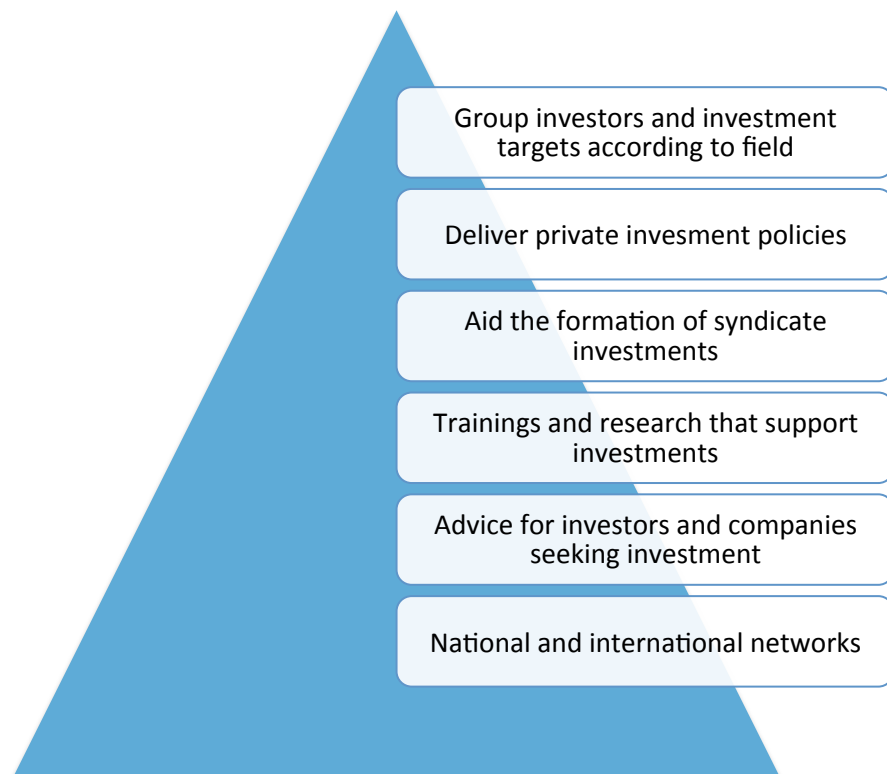 Group investors and investment
targets according to field
Deliver private invesment policies
Aid the formation of syndicate
investments
Trainings and research that support
investments
Advice for investors and companies
seeking investment
National and international networks